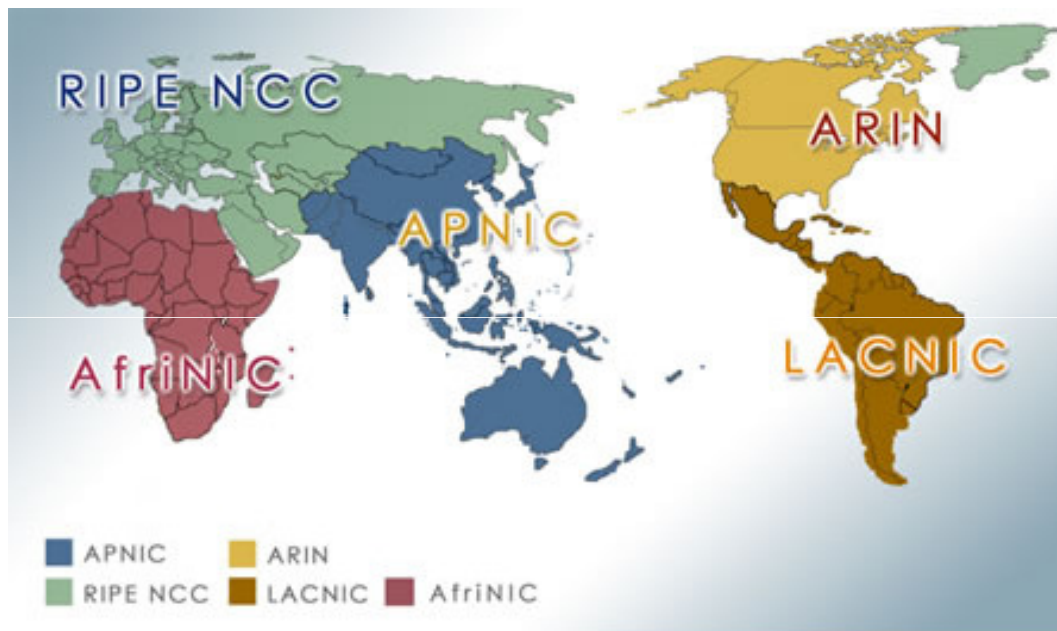 RIPE NCC
ARIN
APNIC
LACNIC
AfriNIC
APNIC ARIN
RIPE NCC LACNIC AfriNIC